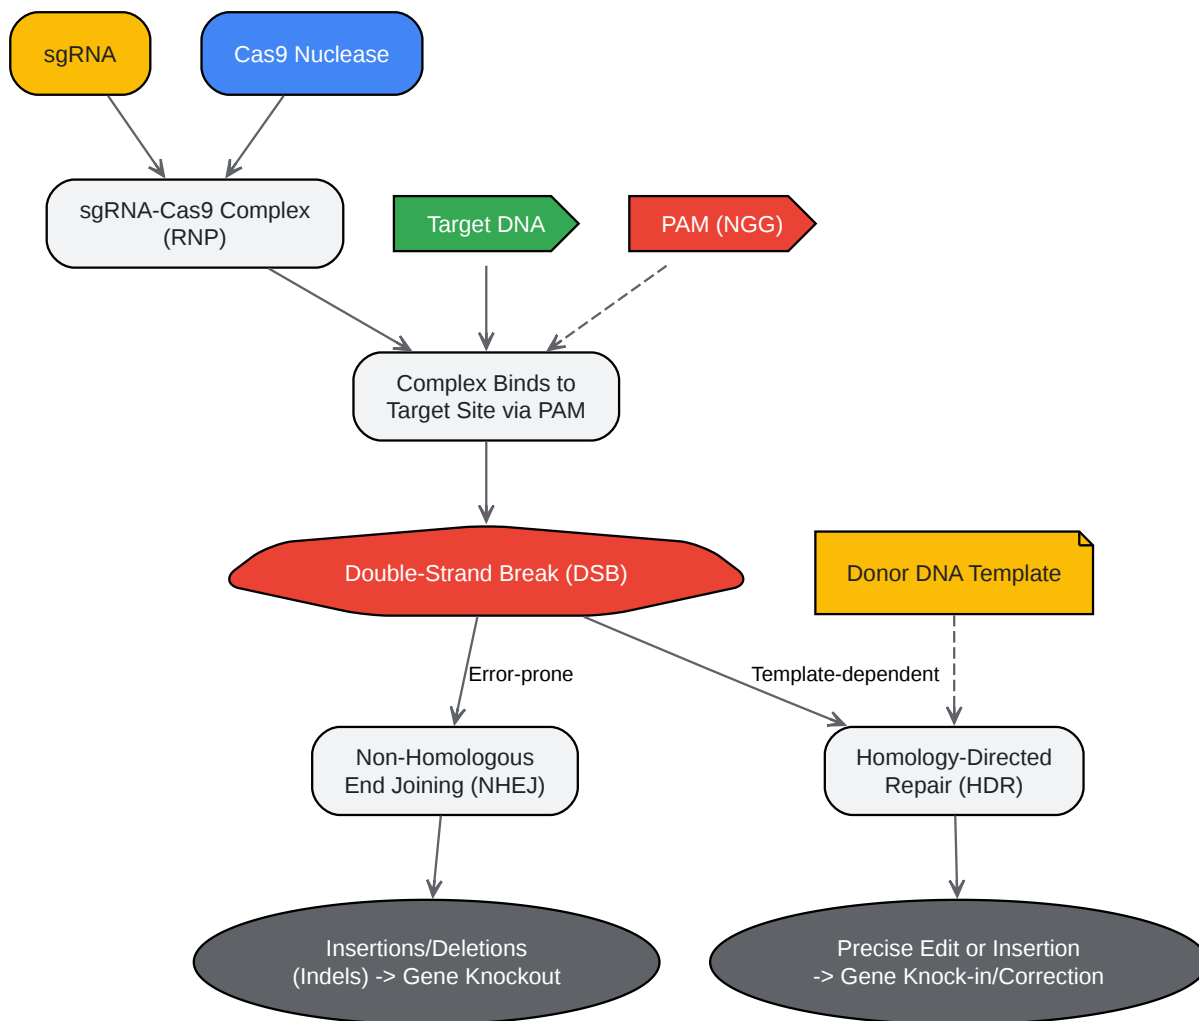 sgRNA
Cas9 Nuclease
sgRNA-Cas9 Complex
(RNP)
Target DNA
PAM (NGG)
Complex Binds to
Target Site via PAM
Double-Strand Break (DSB)
Donor DNA Template
Error-prone
Template-dependent
Non-Homologous
End Joining (NHEJ)
Homology-Directed
Repair (HDR)
Insertions/Deletions
(Indels) -> Gene Knockout
Precise Edit or Insertion
-> Gene Knock-in/Correction